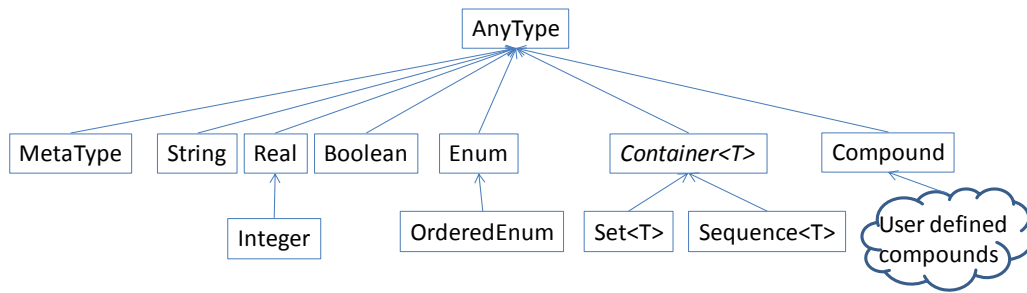 AnyType
MetaType
String
Real
Boolean
Enum
Container<T>
Compound
Integer
OrderedEnum
Set<T>
Sequence<T>
User defined
compounds